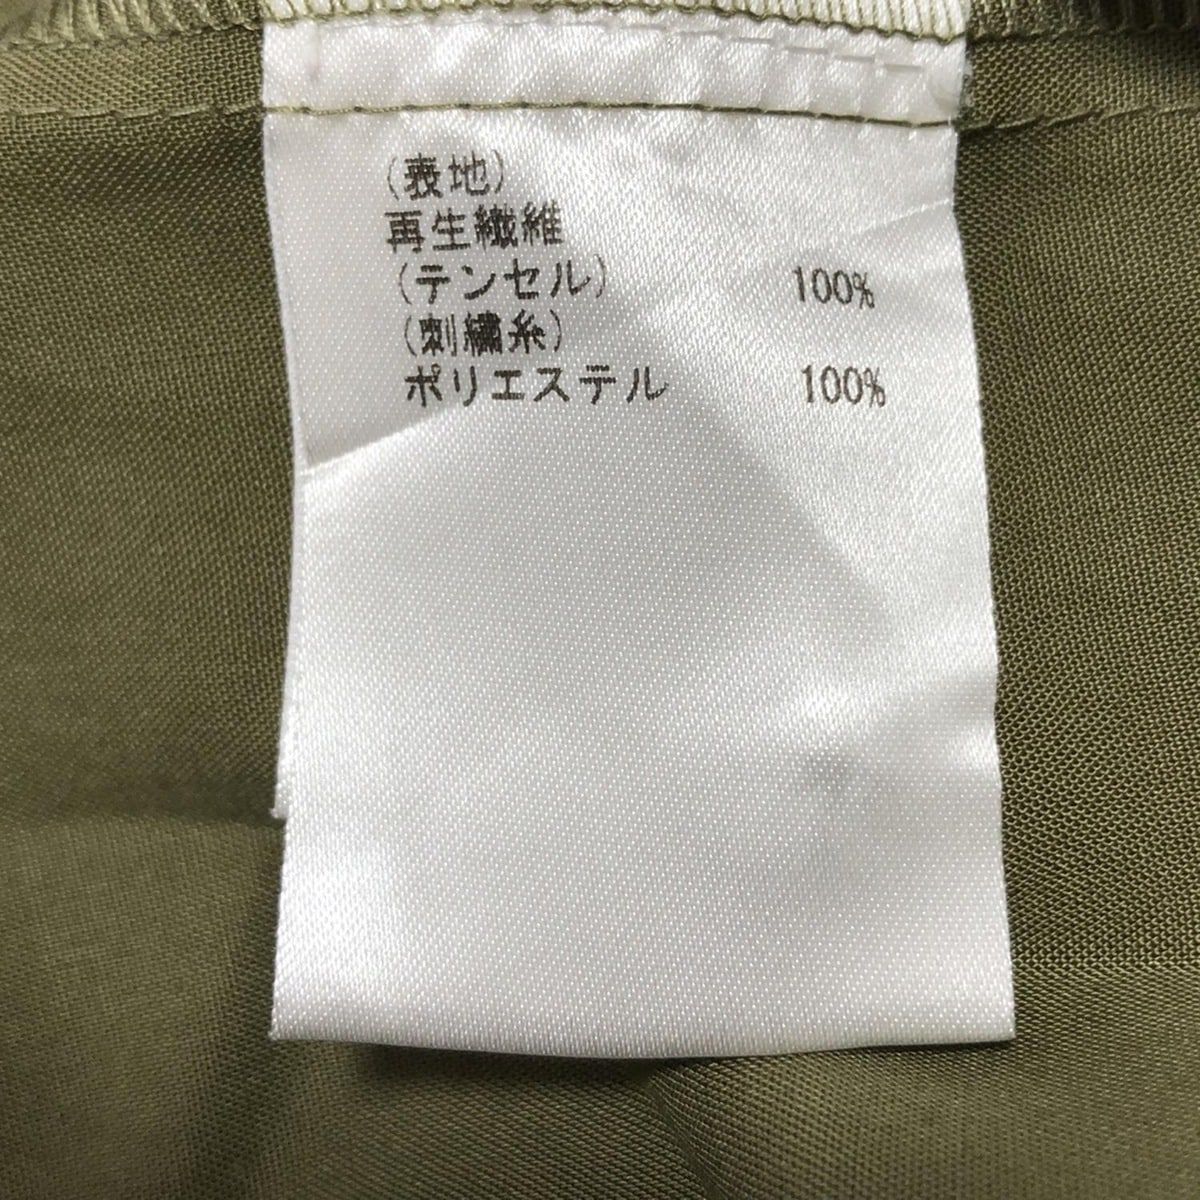 (表地)
再生繊維
(テンセル) 100%
(刺繍糸)
ポリエステル 100%